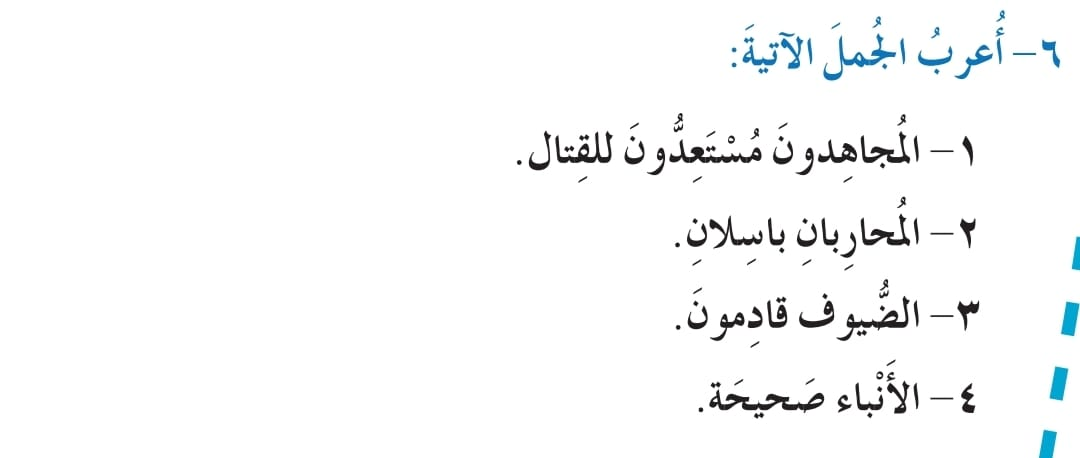 ٦– أُعربُ الجُملَ الآتيةَ:
١– المُجاهِدونَ مُسْتَعِدُّونَ للقِتال.
٢– المُحارِبانِ باسِلانِ.
٣– الضُّيوف قادِمونَ.
٤– الأَنْباء صَحيحَة.